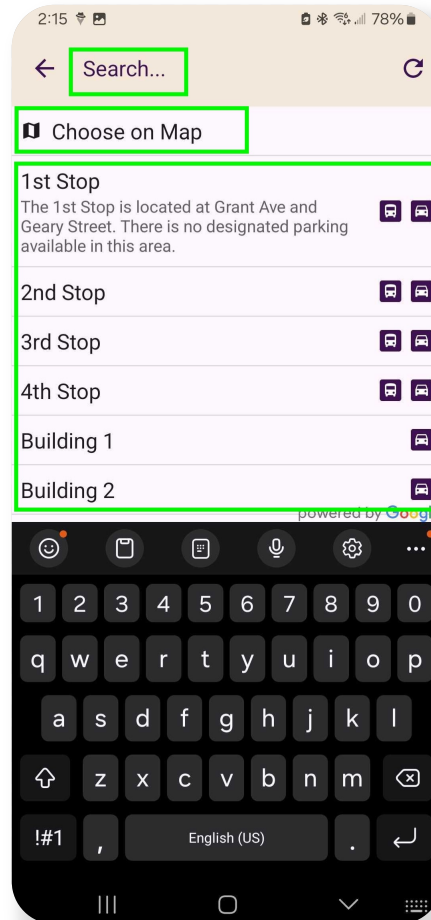 2:15 78%
Search...
Choose on Map
1st Stop
The 1st Stop is located at Grant Ave and
Geary Street. There is no designated parking
available in this area.
2nd Stop
3rd Stop
4th Stop
Building 1
Building 2
powered by Googl
1 2 3 4 5 6 7 8 9 0
q w e r t y u i o p
a s d f g h j k l
z x c v b n m
!#1 , English (US) .